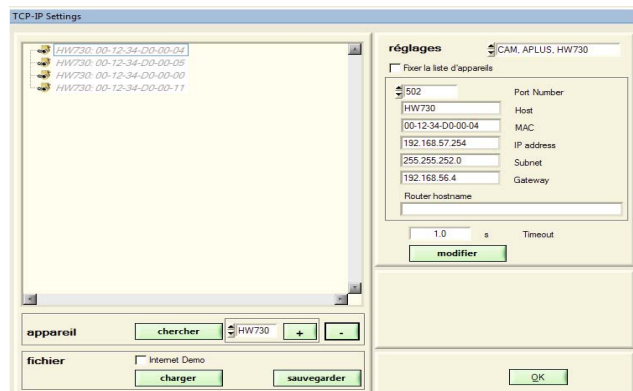 TCP-IP Settings
HW730: 00-12-34-D0-00-04
HW730: 00-12-34-D0-00-05
HW730: 00-12-34-D0-00-00
HW730: 00-12-34-D0-00-11
appareil
chercher
HW730
+
-
fichier
Internet Demo
charger
sauvegarder
réglages
CAM, APLUS, HW730
Fixer la liste d'appareils
502 Port Number
HW730 Host
00-12-34-D0-00-04 MAC
192.168.57.254 IP address
255.255.252.0 Subnet
192.168.56.4 Gateway
Router hostname
1.0 s Timeout
modifier
OK